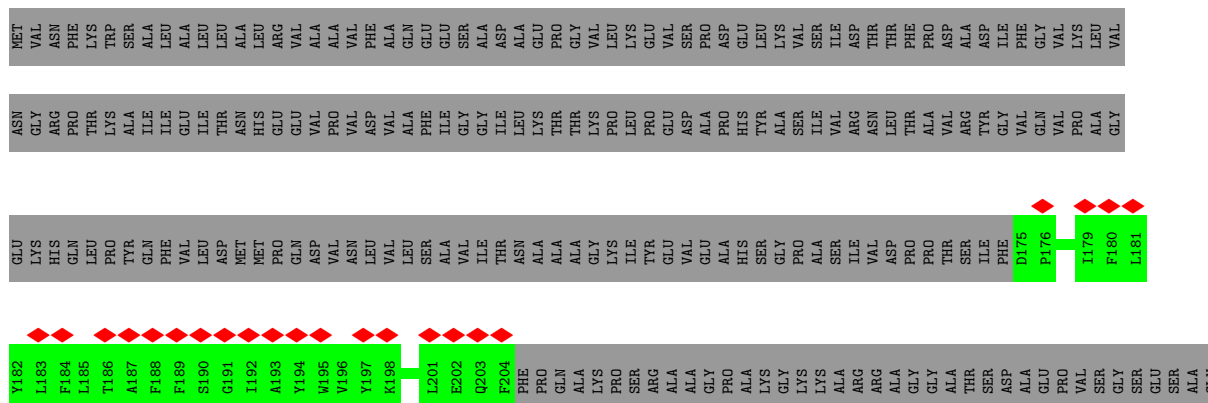 MET VAL ASN PHE LYS TRP SER ALA LEU ALA LEU LEU ALA LEU ARG VAL ALA ALA VAL PHE ALA GLN GLU GLU SER ALA ASP ALA GLU PRO GLY VAL LEU LYS GLU VAL SER PRO ASP GLU LEU LYS VAL SER ILE ASP THR THR PHE PRO ASP ALA ASP ILE PHE GLY VAL LYS LEU VAL
ASN GLY ARG PRO THR LYS ALA ILE ILE GLU ILE THR ASN HIS GLU GLU VAL PRO VAL ASP VAL ALA PHE ILE GLY GLY ILE LEU LYS THR THR LYS PRO LEU PRO GLU ASP ALA PRO HIS TYR ALA SER ILE VAL ARG ASN LEU THR ALA VAL ARG TYR GLY VAL GLN VAL PRO ALA GLY
GLU LYS HIS GLN LEU PRO TYR GLN PHE VAL LEU ASP MET MET PRO GLN ASP VAL ASN LEU VAL LEU SER ALA VAL ILE THR ASN ALA ALA ALA GLY LYS ILE TYR GLU VAL GLU ALA HIS SER GLY PRO ALA SER ILE VAL ASP PRO PRO THR SER ILE PHE D175 P176 I179 F180 L181
Y182 L183 F184 L185 T186 A187 F188 F189 S190 G191 I192 A193 Y194 W195 V196 Y197 K198 L201 E202 Q203 F204 PHE PRO GLN ALA LYS PRO SER ARG ALA ALA GLY PRO ALA LYS GLY LYS LYS ALA ARG ARG ALA GLY GLY ALA THR SER ASP ALA GLU PRO VAL SER GLY SER GLU SER ALA